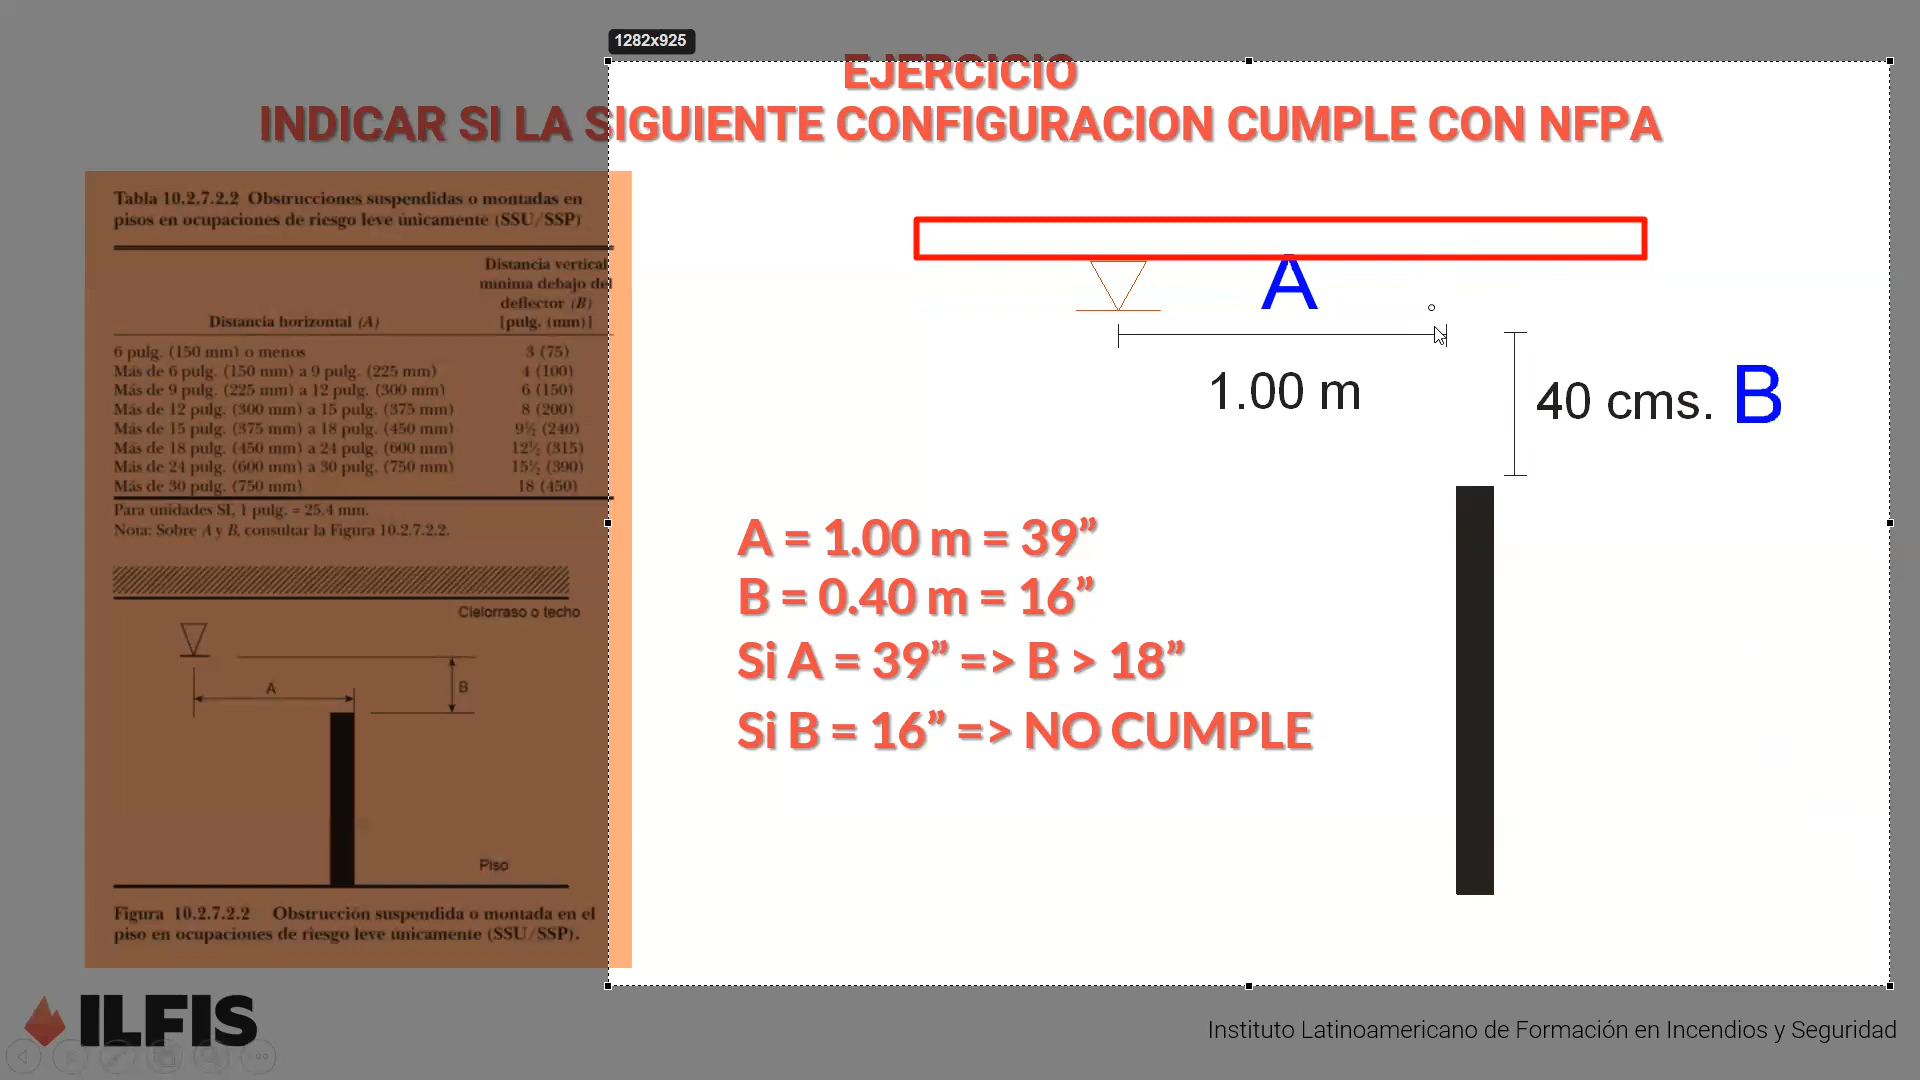 1282x925
EJERCICIO
INDICAR SI LA SIGUIENTE CONFIGURACION CUMPLE CON NFPA
Tabla 10.2.7.2.2 Obstrucciones suspendidas o montadas en
pisos en ocupaciones de riesgo leve únicamente (SSU/SSP)
Distancia horizontal (A)
Distancia vertical
mínima debajo del
deflector (B)
[pulg. (mm)]
6 pulg. (150 mm) o menos 3 (75)
Más de 6 pulg. (150 mm) a 9 pulg. (225 mm) 4 (100)
Más de 9 pulg. (225 mm) a 12 pulg. (300 mm) 6 (150)
Más de 12 pulg. (300 mm) a 15 pulg. (375 mm) 8 (200)
Más de 15 pulg. (375 mm) a 18 pulg. (450 mm) 9½ (240)
Más de 18 pulg. (450 mm) a 24 pulg. (600 mm) 12½ (315)
Más de 24 pulg. (600 mm) a 30 pulg. (750 mm) 15½ (390)
Más de 30 pulg. (750 mm) 18 (450)
Para unidades SI, 1 pulg. = 25.4 mm.
Nota: Sobre A y B, consultar la Figura 10.2.7.2.2.
Cielorraso o techo
A
B
Piso
Figura 10.2.7.2.2 Obstrucción suspendida o montada en el
piso en ocupaciones de riesgo leve únicamente (SSU/SSP).
A
1.00 m
40 cms. B
A = 1.00 m = 39”
B = 0.40 m = 16”
Si A = 39” => B > 18”
Si B = 16” => NO CUMPLE
ILFIS
Instituto Latinoamericano de Formación en Incendios y Seguridad